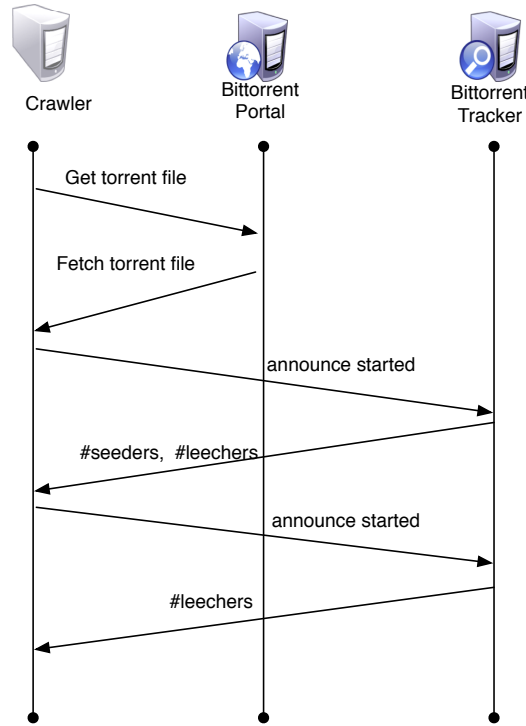 Crawler
Bittorrent
Portal
Bittorrent
Tracker
Get torrent file
Fetch torrent file
announce started
#seeders, #leechers
announce started
#leechers